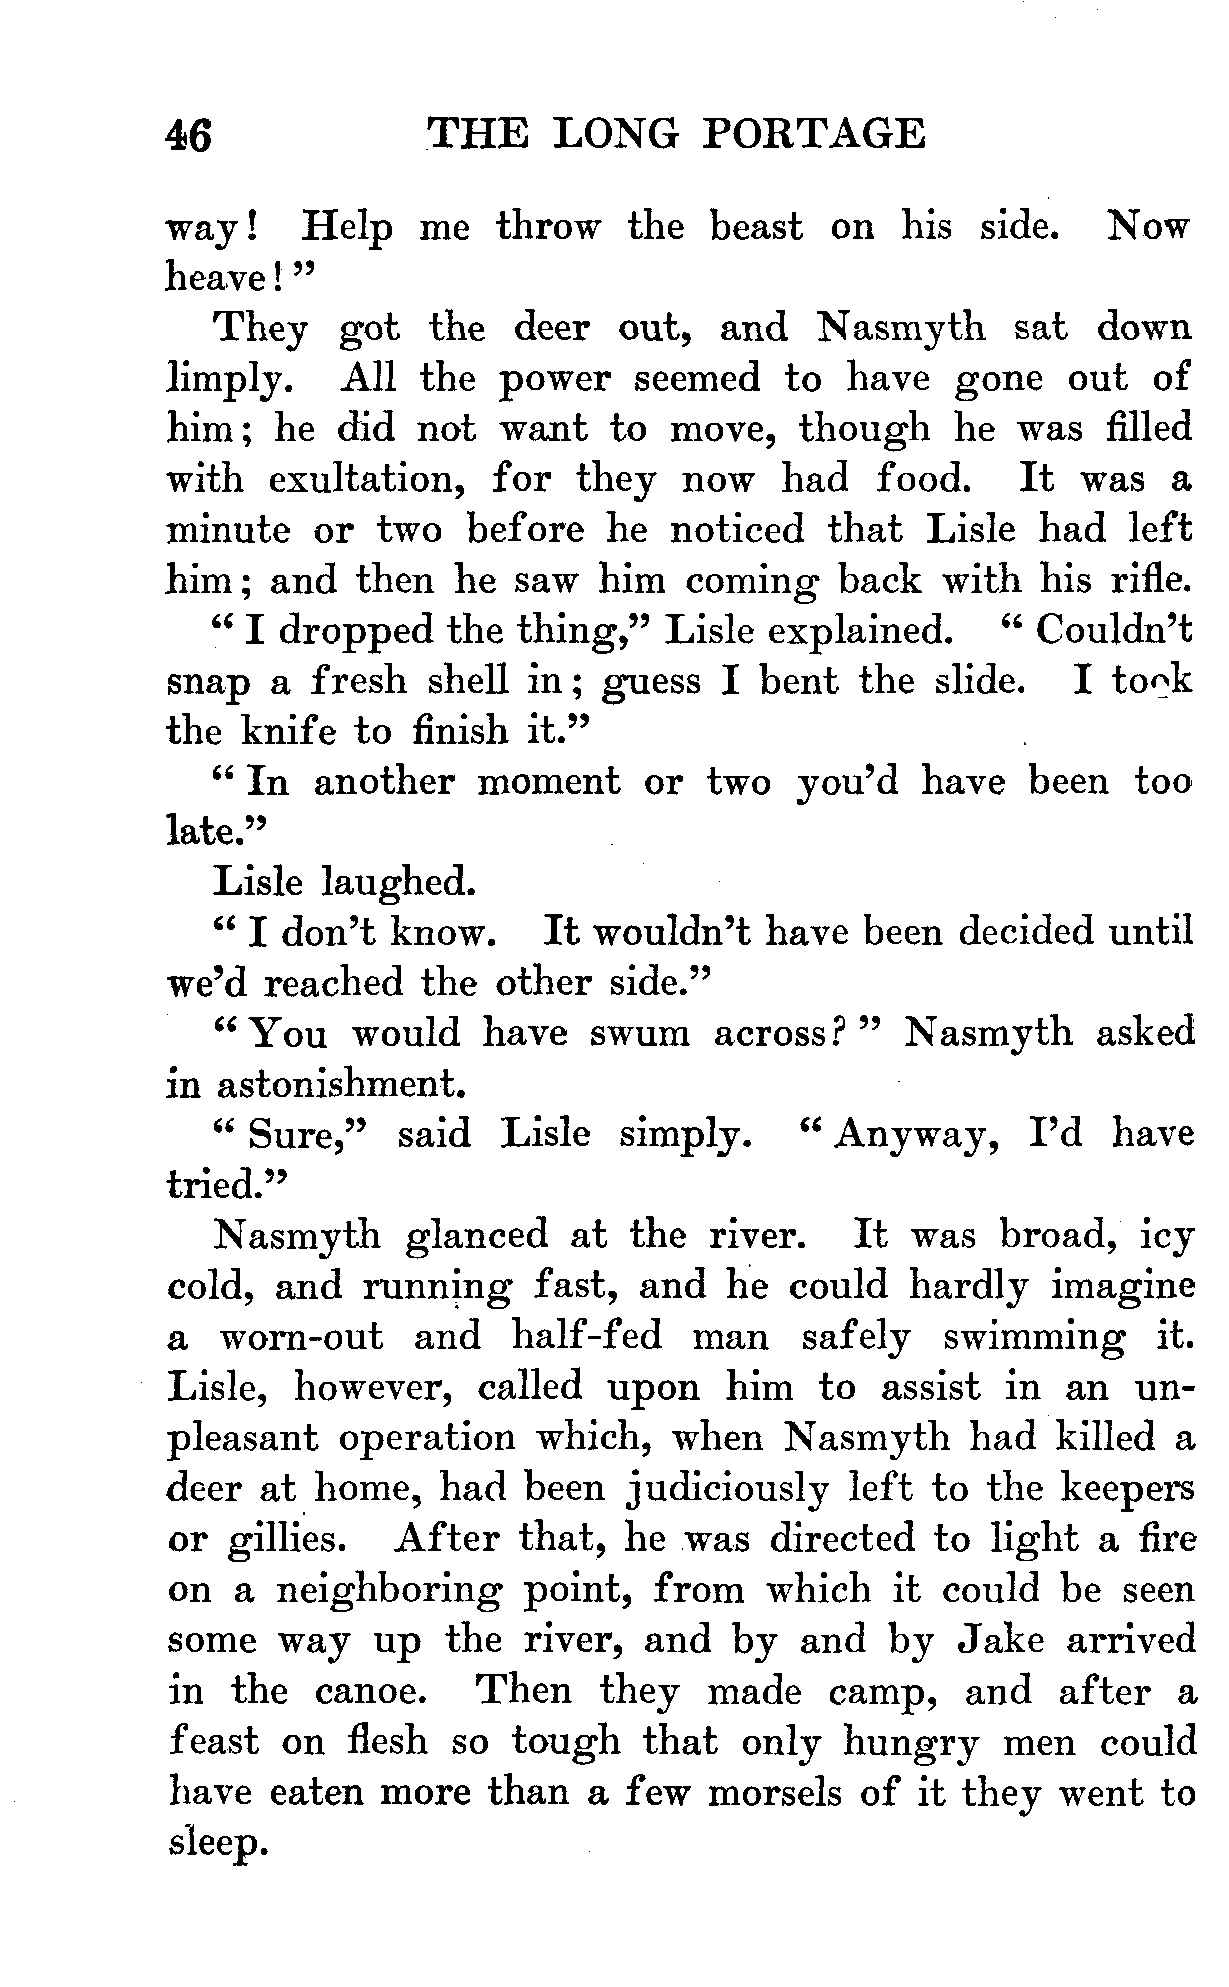 46 THE LONG PORTAGE
way! Help me throw the beast on his side. Now
heave!"
They got the deer out, and Nasmyth sat down
limply. All the power seemed to have gone out of
him; he did not want to move, though he was filled
with exultation, for they now had food. It was a
minute or two before he noticed that Lisle had left
him; and then he saw him coming back with his rifle.
"I dropped the thing," Lisle explained. "Couldn't
snap a fresh shell in; guess I bent the slide. I took
the knife to finish it."
"In another moment or two you'd have been too
late."
Lisle laughed.
"I don't know. It wouldn't have been decided until
we'd reached the other side."
"You would have swum across?" Nasmyth asked
in astonishment.
"Sure," said Lisle simply. "Anyway, I'd have
tried."
Nasmyth glanced at the river. It was broad, icy
cold, and running fast, and he could hardly imagine
a worn-out and half-fed man safely swimming it.
Lisle, however, called upon him to assist in an un-
pleasant operation which, when Nasmyth had killed a
deer at home, had been judiciously left to the keepers
or gillies. After that, he was directed to light a fire
on a neighboring point, from which it could be seen
some way up the river, and by and by Jake arrived
in the canoe. Then they made camp, and after a
feast on flesh so tough that only hungry men could
have eaten more than a few morsels of it they went to
sleep.